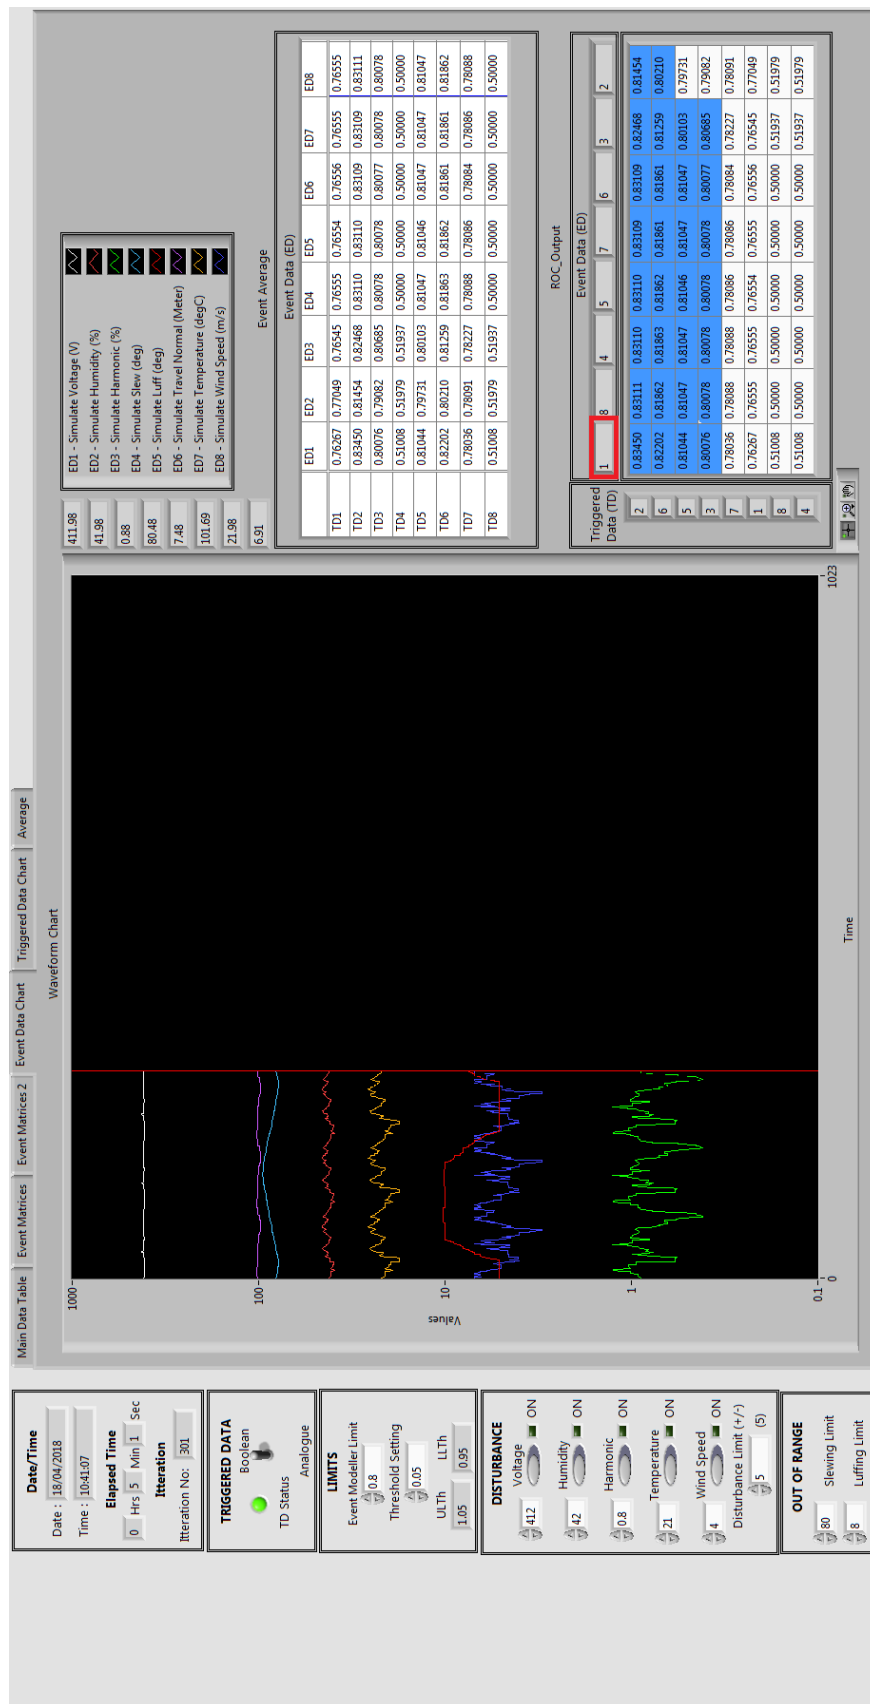 Date/Time
Date : 18/04/2018
Time : 10:41:07
Elapsed Time
0 Hrs 5 Min 1 Sec
Itteration
Itteration No: 301
TRIGGERED DATA
Boolean
TD Status
Analogue
LIMITS
Event Modeller Limit
0.8
Threshold Setting
0.05
ULTh LLTh
1.05 0.95
DISTURBANCE
Voltage
412 ON
Humidity
42 ON
Harmonic
0.8 ON
Temperature
21 ON
Wind Speed
4 ON
Disturbance Limit (+/-)
5 (5)
OUT OF RANGE
80 Slewing Limit
8 Luffing Limit
Main Data Table Event Matrices Event Matrices 2 Event Data Chart Triggered Data Chart Average
Waveform Chart
1000
100
10
1
0.1
Values
0 1023
Time
411.98 ED1 - Simulate Voltage (V)
41.98 ED2 - Simulate Humidity (%)
0.88 ED3 - Simulate Harmonic (%)
80.48 ED4 - Simulate Slew (deg)
7.48 ED5 - Simulate Luff (deg)
101.69 ED6 - Simulate Travel Normal (Meter)
21.98 ED7 - Simulate Temperature (degC)
6.91 ED8 - Simulate Wind Speed (m/s)
Event Average
Event Data (ED)
ED1 ED2 ED3 ED4 ED5 ED6 ED7 ED8
TD1 0.76267 0.77049 0.76545 0.76555 0.76554 0.76556 0.76555 0.76555
TD2 0.83450 0.81454 0.82468 0.83110 0.83110 0.83109 0.83109 0.83111
TD3 0.80076 0.79082 0.80685 0.80078 0.80078 0.80077 0.80078 0.80078
TD4 0.51008 0.51979 0.51937 0.50000 0.50000 0.50000 0.50000 0.50000
TD5 0.81044 0.79731 0.80103 0.81047 0.81046 0.81047 0.81047 0.81047
TD6 0.82202 0.80210 0.81259 0.81863 0.81862 0.81861 0.81861 0.81862
TD7 0.78036 0.78091 0.78227 0.78088 0.78086 0.78084 0.78086 0.78088
TD8 0.51008 0.51979 0.51937 0.50000 0.50000 0.50000 0.50000 0.50000
ROC_Output
Event Data (ED)
Triggered
Data (TD)
1 8 4 5 7 6 3 2
2 0.83450 0.83111 0.83110 0.83110 0.83109 0.83109 0.82468 0.81454
6 0.82202 0.81862 0.81863 0.81862 0.81861 0.81861 0.81259 0.80210
5 0.81044 0.81047 0.81047 0.81046 0.81047 0.81047 0.80103 0.79731
3 0.80076 0.80078 0.80078 0.80078 0.80078 0.80077 0.80685 0.79082
7 0.78036 0.78088 0.78088 0.78086 0.78086 0.78084 0.78227 0.78091
1 0.76267 0.76555 0.76555 0.76554 0.76555 0.76556 0.76545 0.77049
8 0.51008 0.50000 0.50000 0.50000 0.50000 0.50000 0.51937 0.51979
4 0.51008 0.50000 0.50000 0.50000 0.50000 0.50000 0.51937 0.51979